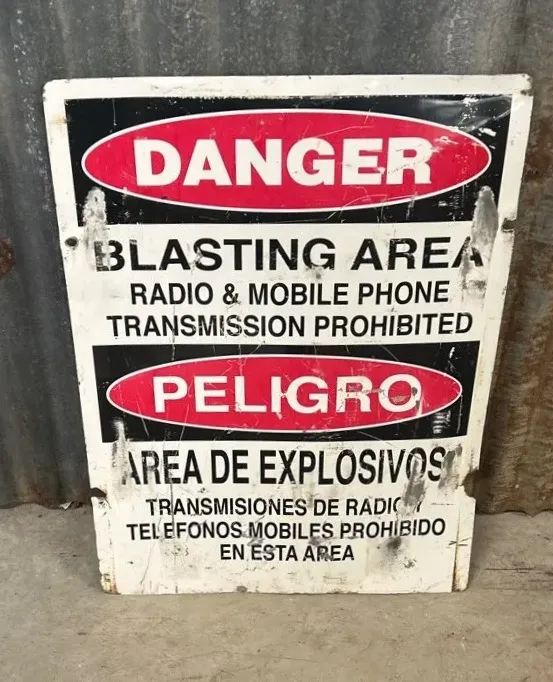 DANGER
BLASTING AREA
RADIO & MOBILE PHONE
TRANSMISSION PROHIBITED
PELIGRO
AREA DE EXPLOSIVOS
TRANSMISIONES DE RADIO Y
TELEFONOS MOBILES PROHIBIDO
EN ESTA AREA